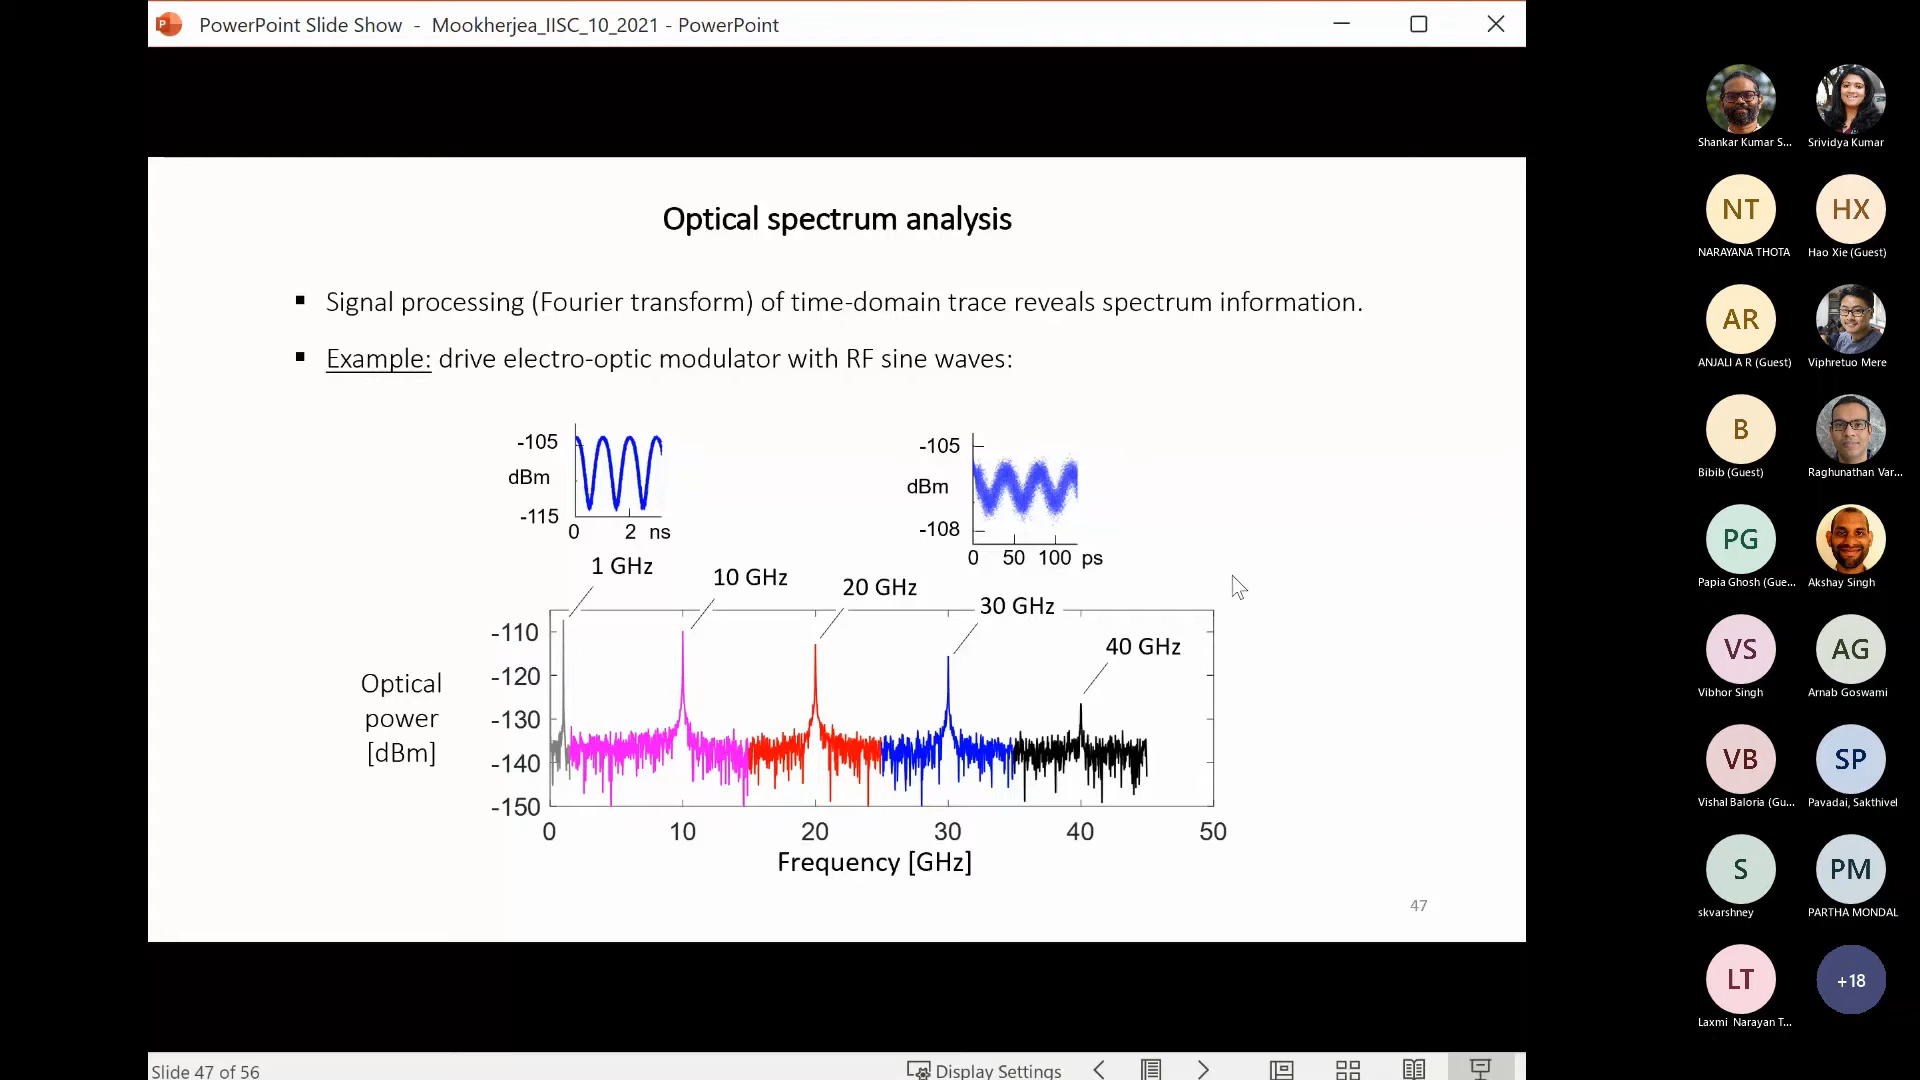 PowerPoint Slide Show - Mookherjea_IISC_10_2021 - PowerPoint
Optical spectrum analysis
Signal processing (Fourier transform) of time-domain trace reveals spectrum information.
Example: drive electro-optic modulator with RF sine waves:
-105
dBm
-115
0 2 ns
-105
dBm
-108
0 50 100 ps
1 GHz
10 GHz
20 GHz
30 GHz
40 GHz
Optical
power
[dBm]
-110
-120
-130
-140
-150
0 10 20 30 40 50
Frequency [GHz]
47
Slide 47 of 56
Display Settings
Shankar Kumar S...
Srividya Kumar
NT
NARAYANA THOTA
HX
Hao Xie (Guest)
AR
ANJALI A R (Guest)
Viphretuo Mere
B
Bibib (Guest)
Raghunathan Var...
PG
Papia Ghosh (Gue...
Akshay Singh
VS
Vibhor Singh
AG
Arnab Goswami
VB
Vishal Baloria (Gu...
SP
Pavadai, Sakthivel
S
skvarshney
PM
PARTHA MONDAL
LT
Laxmi Narayan T...
+18